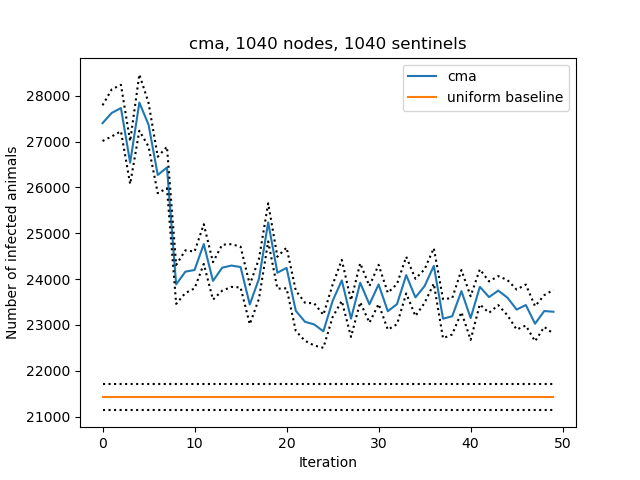 cma, 1040 nodes, 1040 sentinels
cma
uniform baseline
Number of infected animals
28000
27000
26000
25000
24000
23000
22000
21000
0 10 20 30 40 50
Iteration